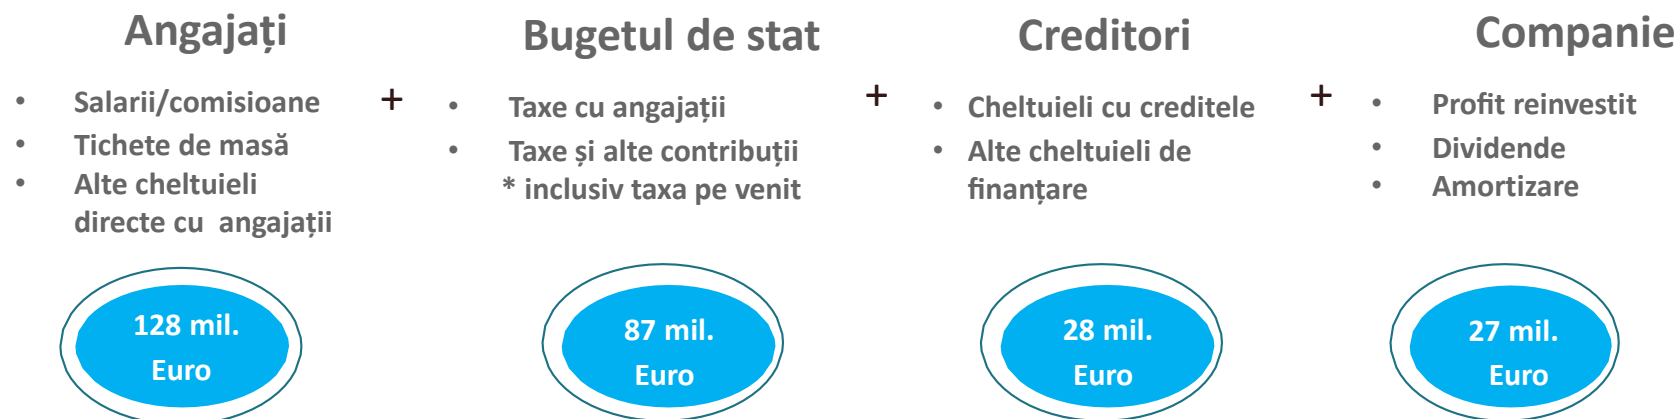 Angajați
• Salarii/comisioane
• Tichete de masă
• Alte cheltuieli
directe cu angajații
128 mil.
Euro
+
Bugetul de stat
• Taxe cu angajații
• Taxe și alte contribuții
* inclusiv taxa pe venit
87 mil.
Euro
+
Creditori
• Cheltuieli cu creditele
• Alte cheltuieli de
finanțare
28 mil.
Euro
+
Companie
• Profit reinvestit
• Dividende
• Amortizare
27 mil.
Euro